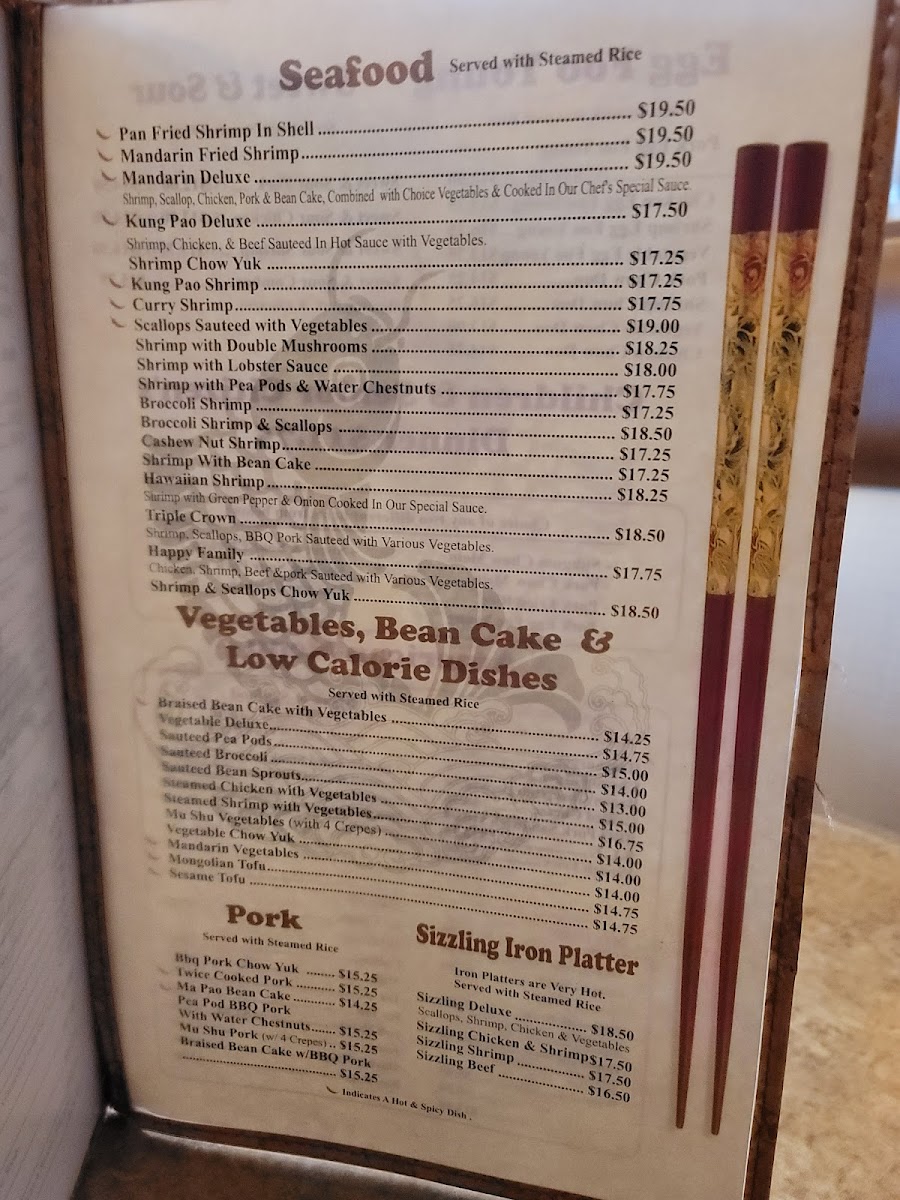 Seafood Served with Steamed Rice
Pan Fried Shrimp In Shell ........ $19.50
Mandarin Fried Shrimp ........ $19.50
Mandarin Deluxe ........ $19.50
Shrimp, Scallop, Chicken, Pork & Bean Cake, Combined with Choice Vegetables & Cooked In Our Chef's Special Sauce.
Kung Pao Deluxe ........ $17.50
Shrimp, Chicken, & Beef Sauteed In Hot Sauce with Vegetables.
Shrimp Chow Yuk ........ $17.25
Kung Pao Shrimp ........ $17.25
Curry Shrimp ........ $17.75
Scallops Sauteed with Vegetables ........ $19.00
Shrimp with Double Mushrooms ........ $18.25
Shrimp with Lobster Sauce ........ $18.00
Shrimp with Pea Pods & Water Chestnuts ........ $17.75
Broccoli Shrimp ........ $17.25
Broccoli Shrimp & Scallops ........ $18.50
Cashew Nut Shrimp ........ $17.25
Shrimp With Bean Cake ........ $17.25
Hawaiian Shrimp ........ $18.25
Shrimp with Green Pepper & Onion Cooked In Our Special Sauce.
Triple Crown ........ $18.50
Shrimp, Scallops, BBQ Pork Sauteed with Various Vegetables.
Happy Family ........ $17.75
Chicken, Shrimp, Beef &pork Sauteed with Various Vegetables.
Shrimp & Scallops Chow Yuk ........ $18.50
Vegetables, Bean Cake &
Low Calorie Dishes
Served with Steamed Rice
Braised Bean Cake with Vegetables ........ $14.25
Vegetable Deluxe ........ $14.75
Sauteed Pea Pods ........ $15.00
Sauteed Broccoli ........ $14.00
Sauteed Bean Sprouts ........ $13.00
Steamed Chicken with Vegetables ........ $15.00
Steamed Shrimp with Vegetables ........ $16.75
Mu Shu Vegetables (with 4 Crepes) ........ $14.00
Vegetable Chow Yuk ........ $14.00
Mandarin Vegetables ........ $14.00
Mongolian Tofu ........ $14.75
Sesame Tofu ........ $14.75
Pork
Served with Steamed Rice
Bbq Pork Chow Yuk ........ $15.25
Twice Cooked Pork ........ $15.25
Ma Pao Bean Cake ........ $14.25
Pea Pod BBQ Pork
With Water Chestnuts ....... $15.25
Mu Shu Pork (w/ 4 Crepes) .. $15.25
Braised Bean Cake w/BBQ Pork
........ $15.25
Sizzling Iron Platter
Iron Platters are Very Hot.
Served with Steamed Rice
Sizzling Deluxe ........ $18.50
Scallops, Shrimp, Chicken & Vegetables
Sizzling Chicken & Shrimp$17.50
Sizzling Shrimp ........ $17.50
Sizzling Beef ........ $16.50
Indicates A Hot & Spicy Dish .